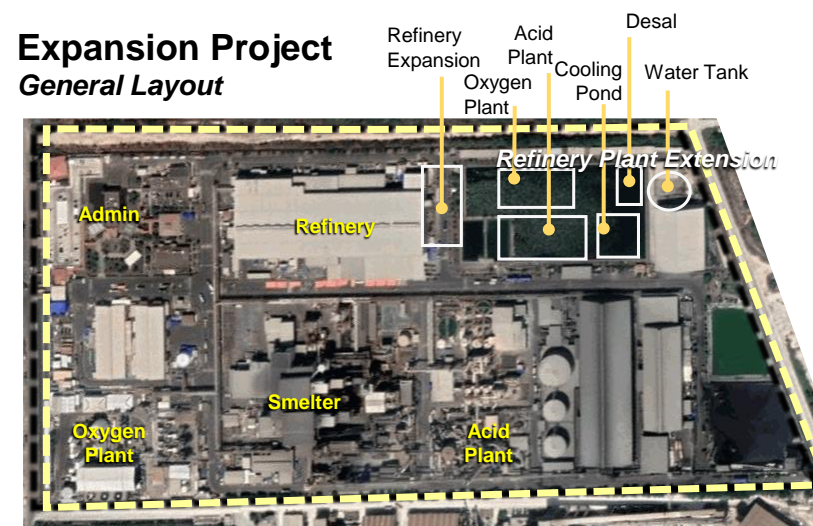 Expansion Project
General Layout
Refinery
Expansion
Oxygen
Plant
Acid
Plant
Cooling
Pond
Desal
Water Tank
Refinery Plant Extension
Admin
Refinery
Smelter
Oxygen
Plant
Acid
Plant